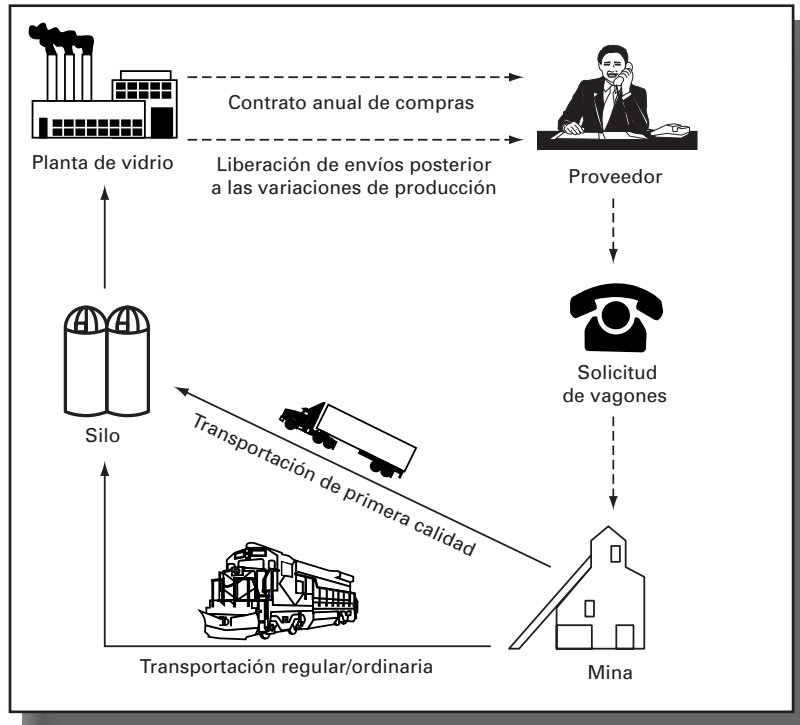 Contrato anual de compras
Planta de vidrio
Liberación de envíos posterior
a las variaciones de producción
Proveedor
Solicitud
de vagones
Silo
Transportación de primera calidad
Transportación regular/ordinaria
Mina